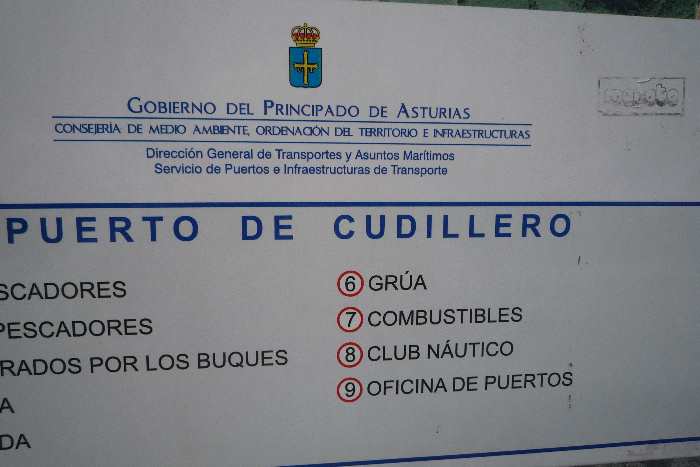 GOBIERNO DEL PRINCIPADO DE ASTURIAS
CONSEJERÍA DE MEDIO AMBIENTE, ORDENACIÓN DEL TERRITORIO E INFRAESTRUCTURAS
Dirección General de Transportes y Asuntos Marítimos
Servicio de Puertos e Infraestructuras de Transporte
PUERTO DE CUDILLERO
SCADORES
PESCADORES
RADOS POR LOS BUQUES
A
DA
6 GRÚA
7 COMBUSTIBLES
8 CLUB NÁUTICO
9 OFICINA DE PUERTOS